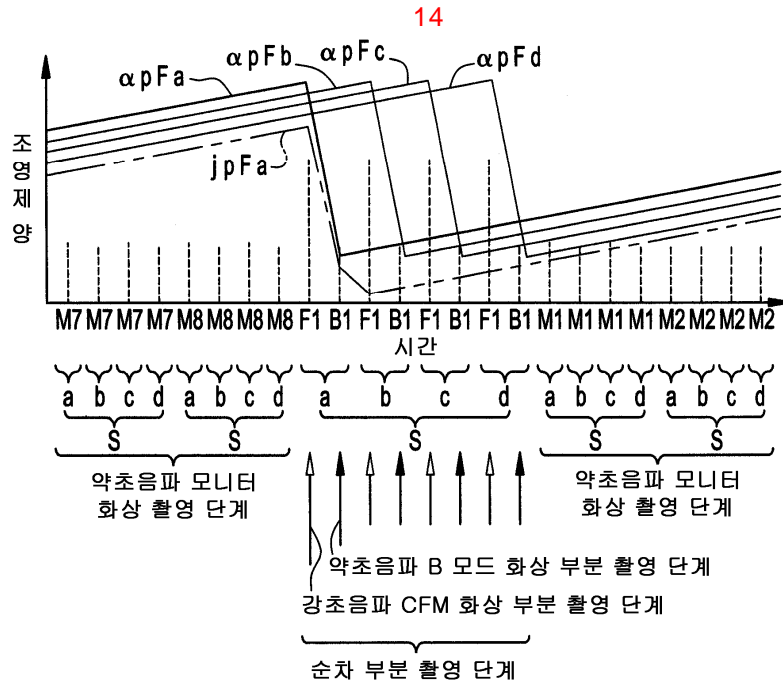 14
αpFa
αpFb
αpFc
αpFd
jpFa
조영제양
M7 M7 M7 M7 M8 M8 M8 M8 F1 B1 F1 B1 F1 B1 F1 B1 M1 M1 M1 M1 M2 M2 M2 M2
시간
a b c d a b c d a b c d a b c d a b c d
S S S S S
약초음파 모니터 약초음파 모니터
화상 촬영 단계 화상 촬영 단계
약초음파 B 모드 화상 부분 촬영 단계
강초음파 CFM 화상 부분 촬영 단계
순차 부분 촬영 단계